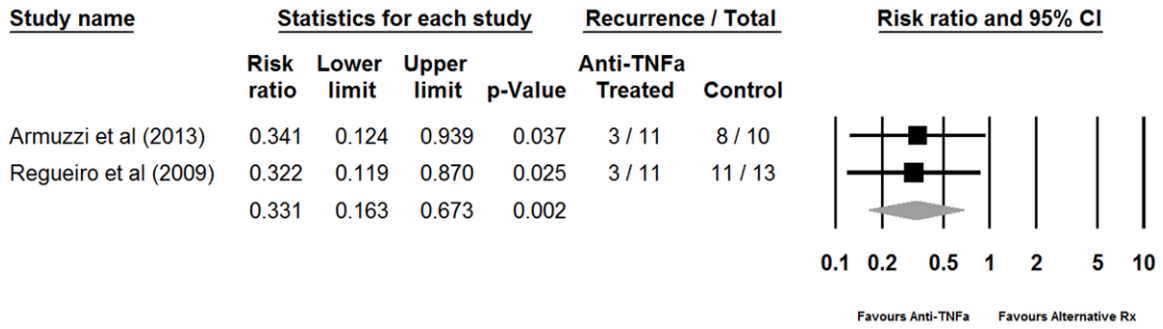 Study name Statistics for each study Recurrence / Total Risk ratio and 95% CI
Risk ratio Lower limit Upper limit p-Value Anti-TNFa Treated Control
Armuzzi et al (2013) 0.341 0.124 0.939 0.037 3 / 11 8 / 10
Regueiro et al (2009) 0.322 0.119 0.870 0.025 3 / 11 11 / 13
0.331 0.163 0.673 0.002
0.1 0.2 0.5 1 2 5 10
Favours Anti-TNFa Favours Alternative Rx